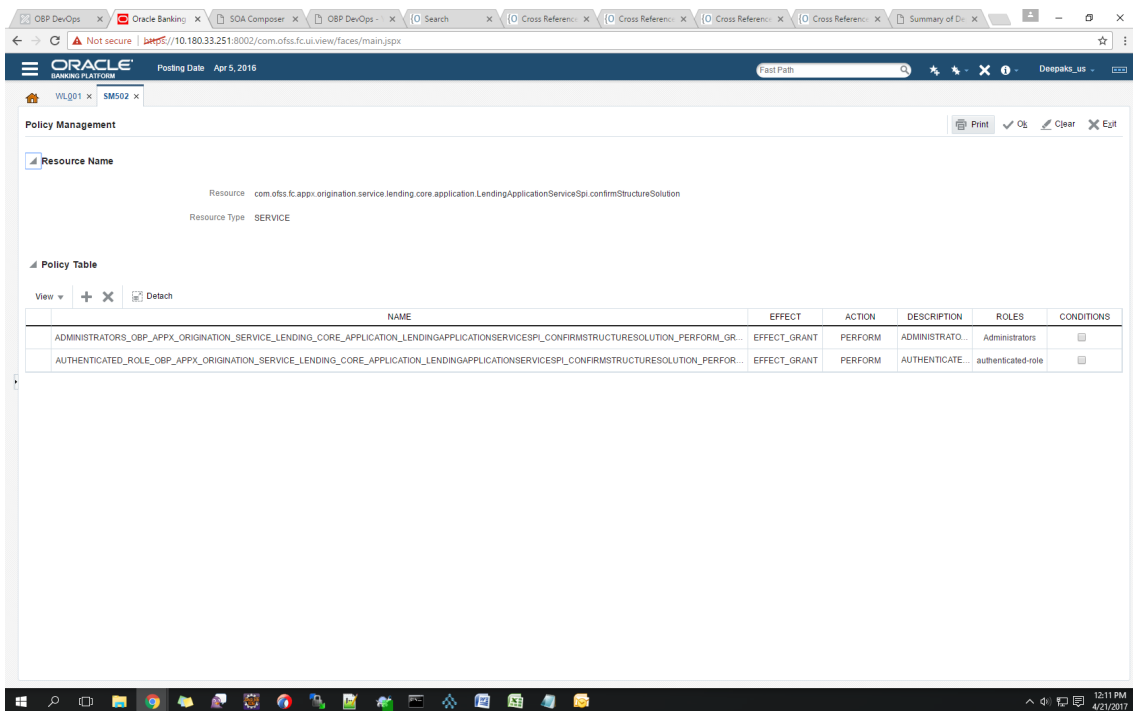 OBP DevOps
Oracle Banking
SOA Composer
OBP DevOps -
{O Search
{O Cross Reference
{O Cross Reference
{O Cross Reference
{O Cross Reference
Summary of De
Not secure | https://10.180.33.251:8002/com.ofss.fc.ui.view/faces/main.jspx
ORACLE
BANKING PLATFORM
Posting Date Apr 5, 2016
Fast Path
Deepaks_us
WL001
SM502
Policy Management
Print Ok Clear Exit
Resource Name
Resource com.ofss.fc.appx.origination.service.lending.core.application.LendingApplicationServiceSpi.confirmStructureSolution
Resource Type SERVICE
Policy Table
View Detach
NAME EFFECT ACTION DESCRIPTION ROLES CONDITIONS
ADMINISTRATORS_OBP_APPX_ORIGINATION_SERVICE_LENDING_CORE_APPLICATION_LENDINGAPPLICATIONSERVICESPI_CONFIRMSTRUCTURESOLUTION_PERFORM_GR... EFFECT_GRANT PERFORM ADMINISTRATO... Administrators
AUTHENTICATED_ROLE_OBP_APPX_ORIGINATION_SERVICE_LENDING_CORE_APPLICATION_LENDINGAPPLICATIONSERVICESPI_CONFIRMSTRUCTURESOLUTION_PERFOR... EFFECT_GRANT PERFORM AUTHENTICATE... authenticated-role
12:11 PM
4/21/2017